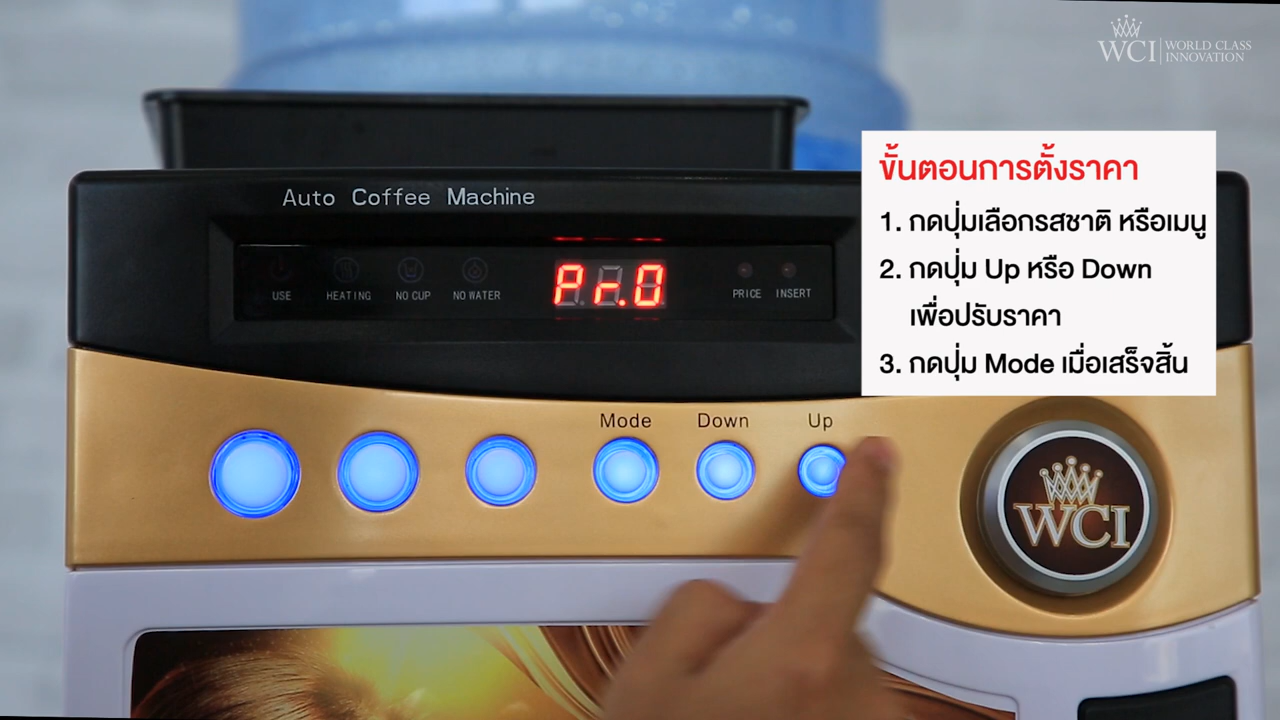 WCI WORLD CLASS
INNOVATION
ขั้นตอนการตั้งราคา
1. กดปุ่มเลือกรสชาติ หรือเมนู
2. กดปุ่ม Up หรือ Down
เพื่อปรับราคา
3. กดปุ่ม Mode เมื่อเสร็จสิ้น
Auto Coffee Machine
Pr.0
USE HEATING NO CUP NO WATER PRICE INSERT
Mode Down Up
WCI